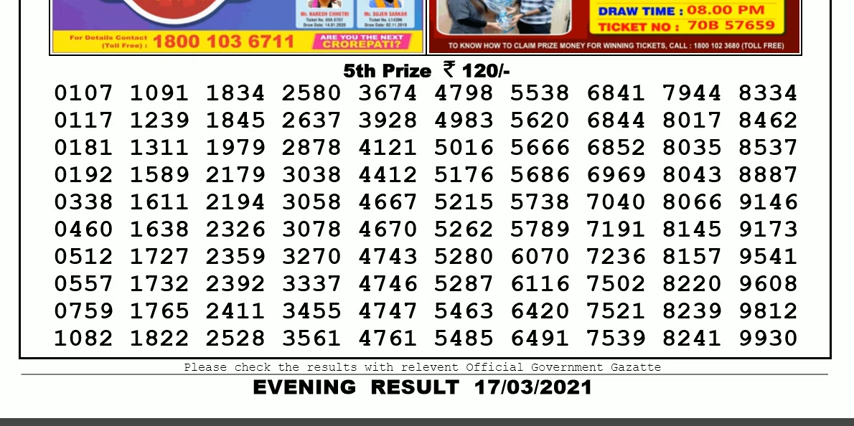 Mr. NARESH CHHETRI
Mr. SUJEN SARKAR
DRAW TIME : 08.00 PM
TICKET NO : 70B 57659
For Details Contact
(Toll Free) : 1800 103 6711
ARE YOU THE NEXT
CROREPATI?
TO KNOW HOW TO CLAIM PRIZE MONEY FOR WINNING TICKETS, CALL : 1800 102 3680 (TOLL FREE)
5th Prize ₹ 120/-
0107 1091 1834 2580 3674 4798 5538 6841 7944 8334
0117 1239 1845 2637 3928 4983 5620 6844 8017 8462
0181 1311 1979 2878 4121 5016 5666 6852 8035 8537
0192 1589 2179 3038 4412 5176 5686 6969 8043 8887
0338 1611 2194 3058 4667 5215 5738 7040 8066 9146
0460 1638 2326 3078 4670 5262 5789 7191 8145 9173
0512 1727 2359 3270 4743 5280 6070 7236 8157 9541
0557 1732 2392 3337 4746 5287 6116 7502 8220 9608
0759 1765 2411 3455 4747 5463 6420 7521 8239 9812
1082 1822 2528 3561 4761 5485 6491 7539 8241 9930
Please check the results with relevent Official Government Gazatte
EVENING RESULT 17/03/2021